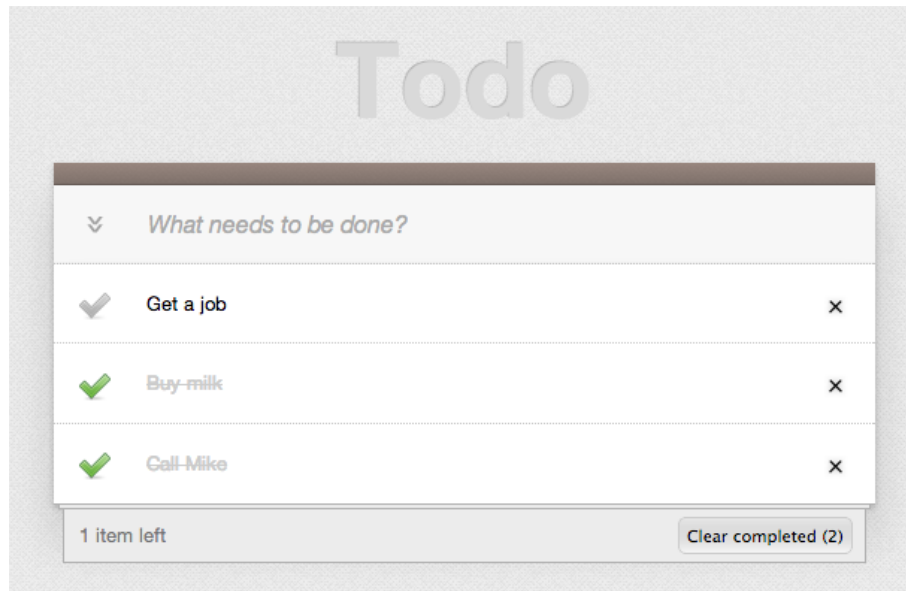 Todo
What needs to be done?
Get a job
Buy milk
Call Mike
1 item left
Clear completed (2)